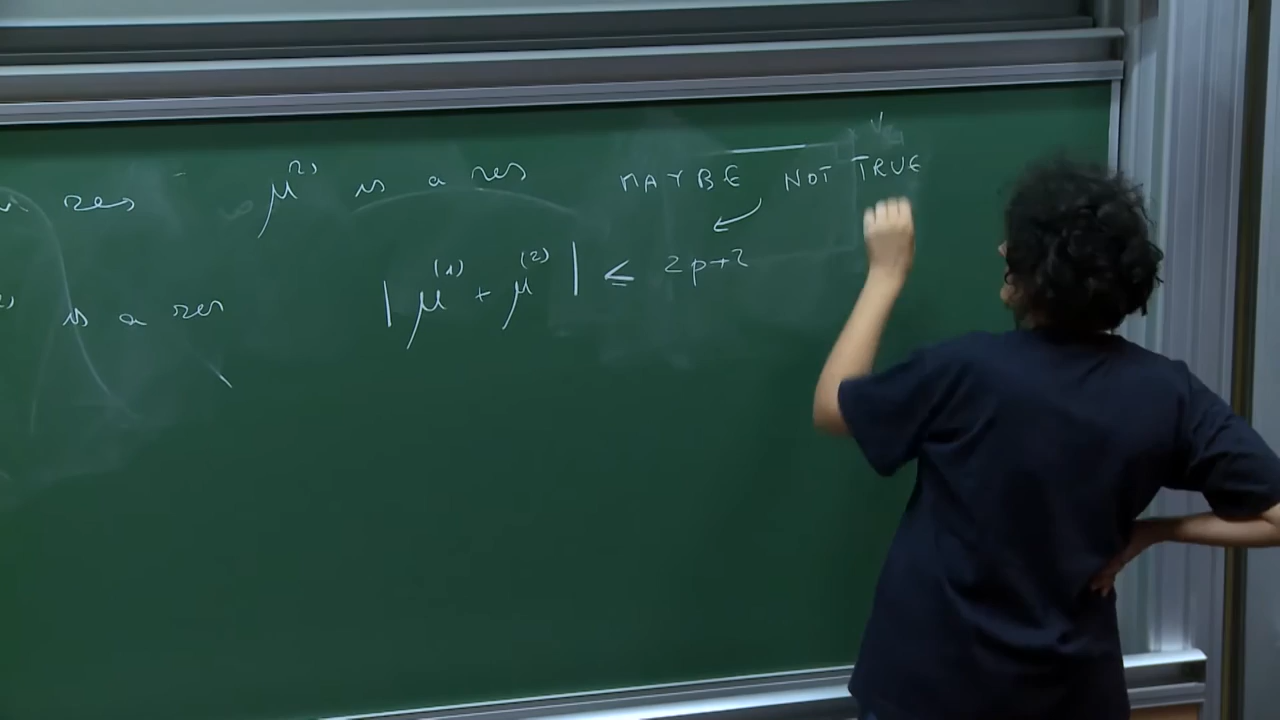 res μ⁽²⁾ is a res MAYBE NOT TRUE
is a res |μ⁽¹⁾ + μ⁽²⁾| ≤ 2p+2